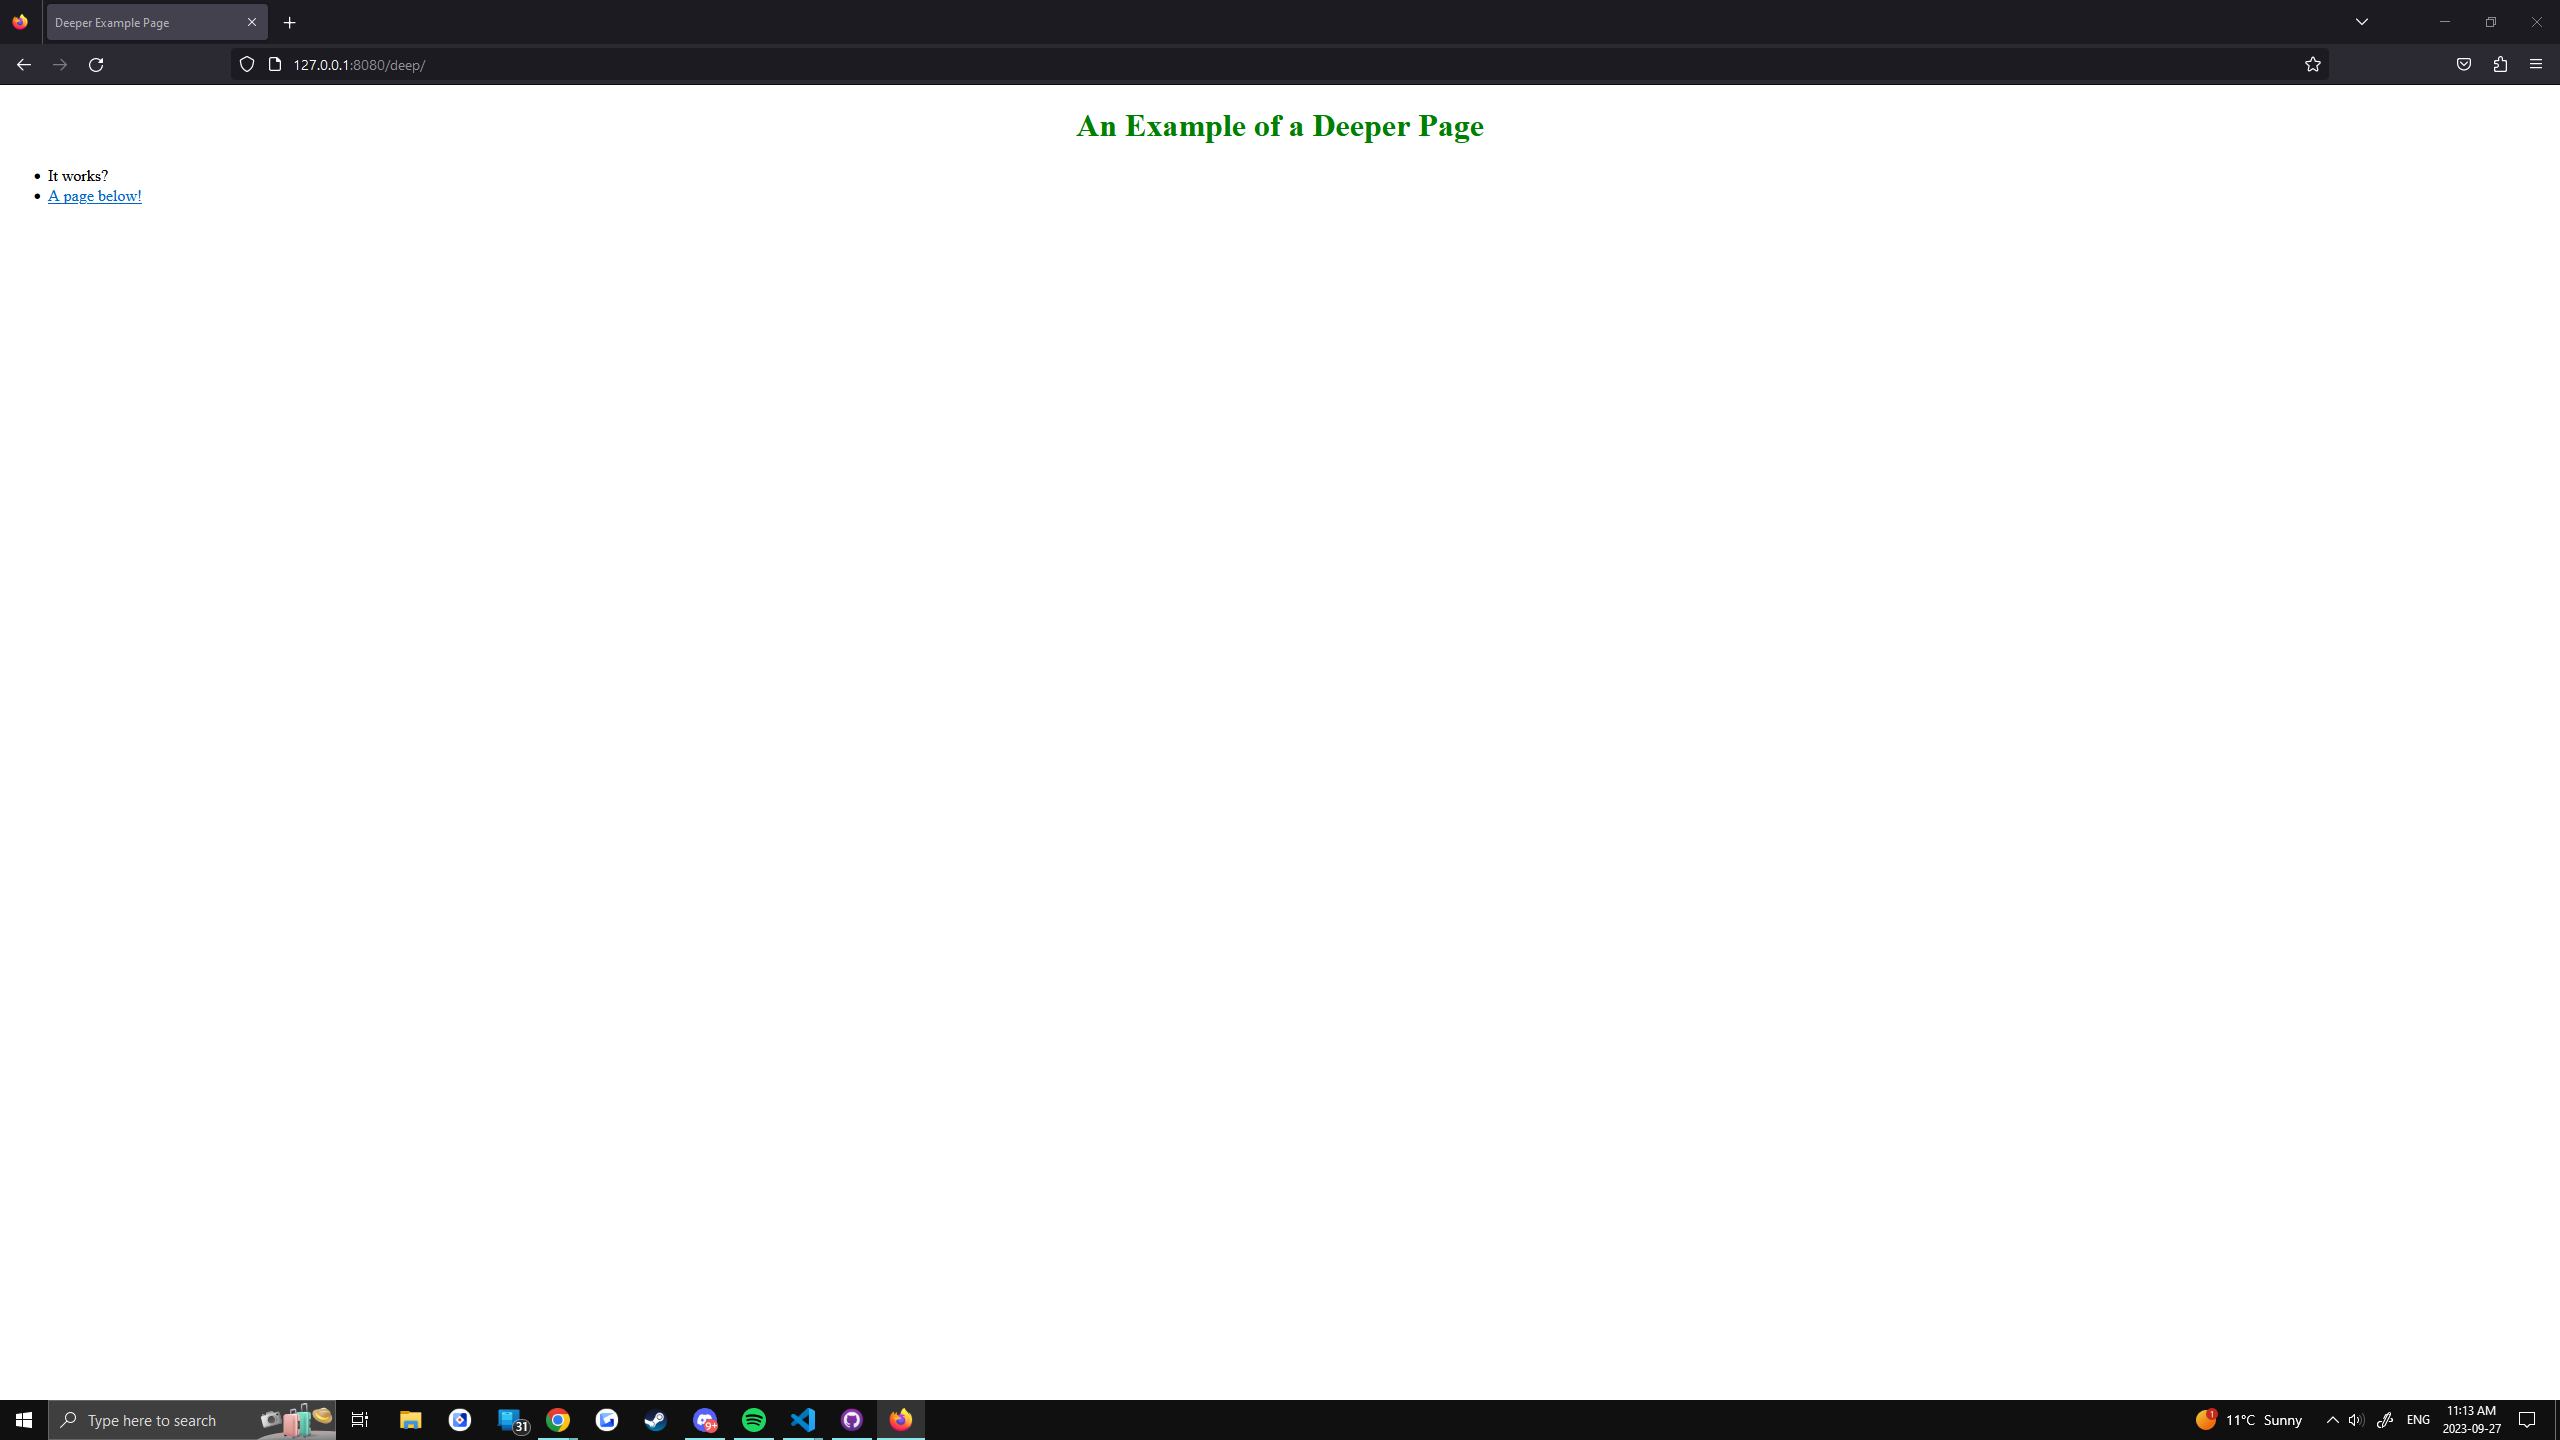 Deeper Example Page
127.0.0.1:8080/deep/
An Example of a Deeper Page
It works?
A page below!
Type here to search
31
9+
1
11°C Sunny
ENG
11:13 AM
2023-09-27